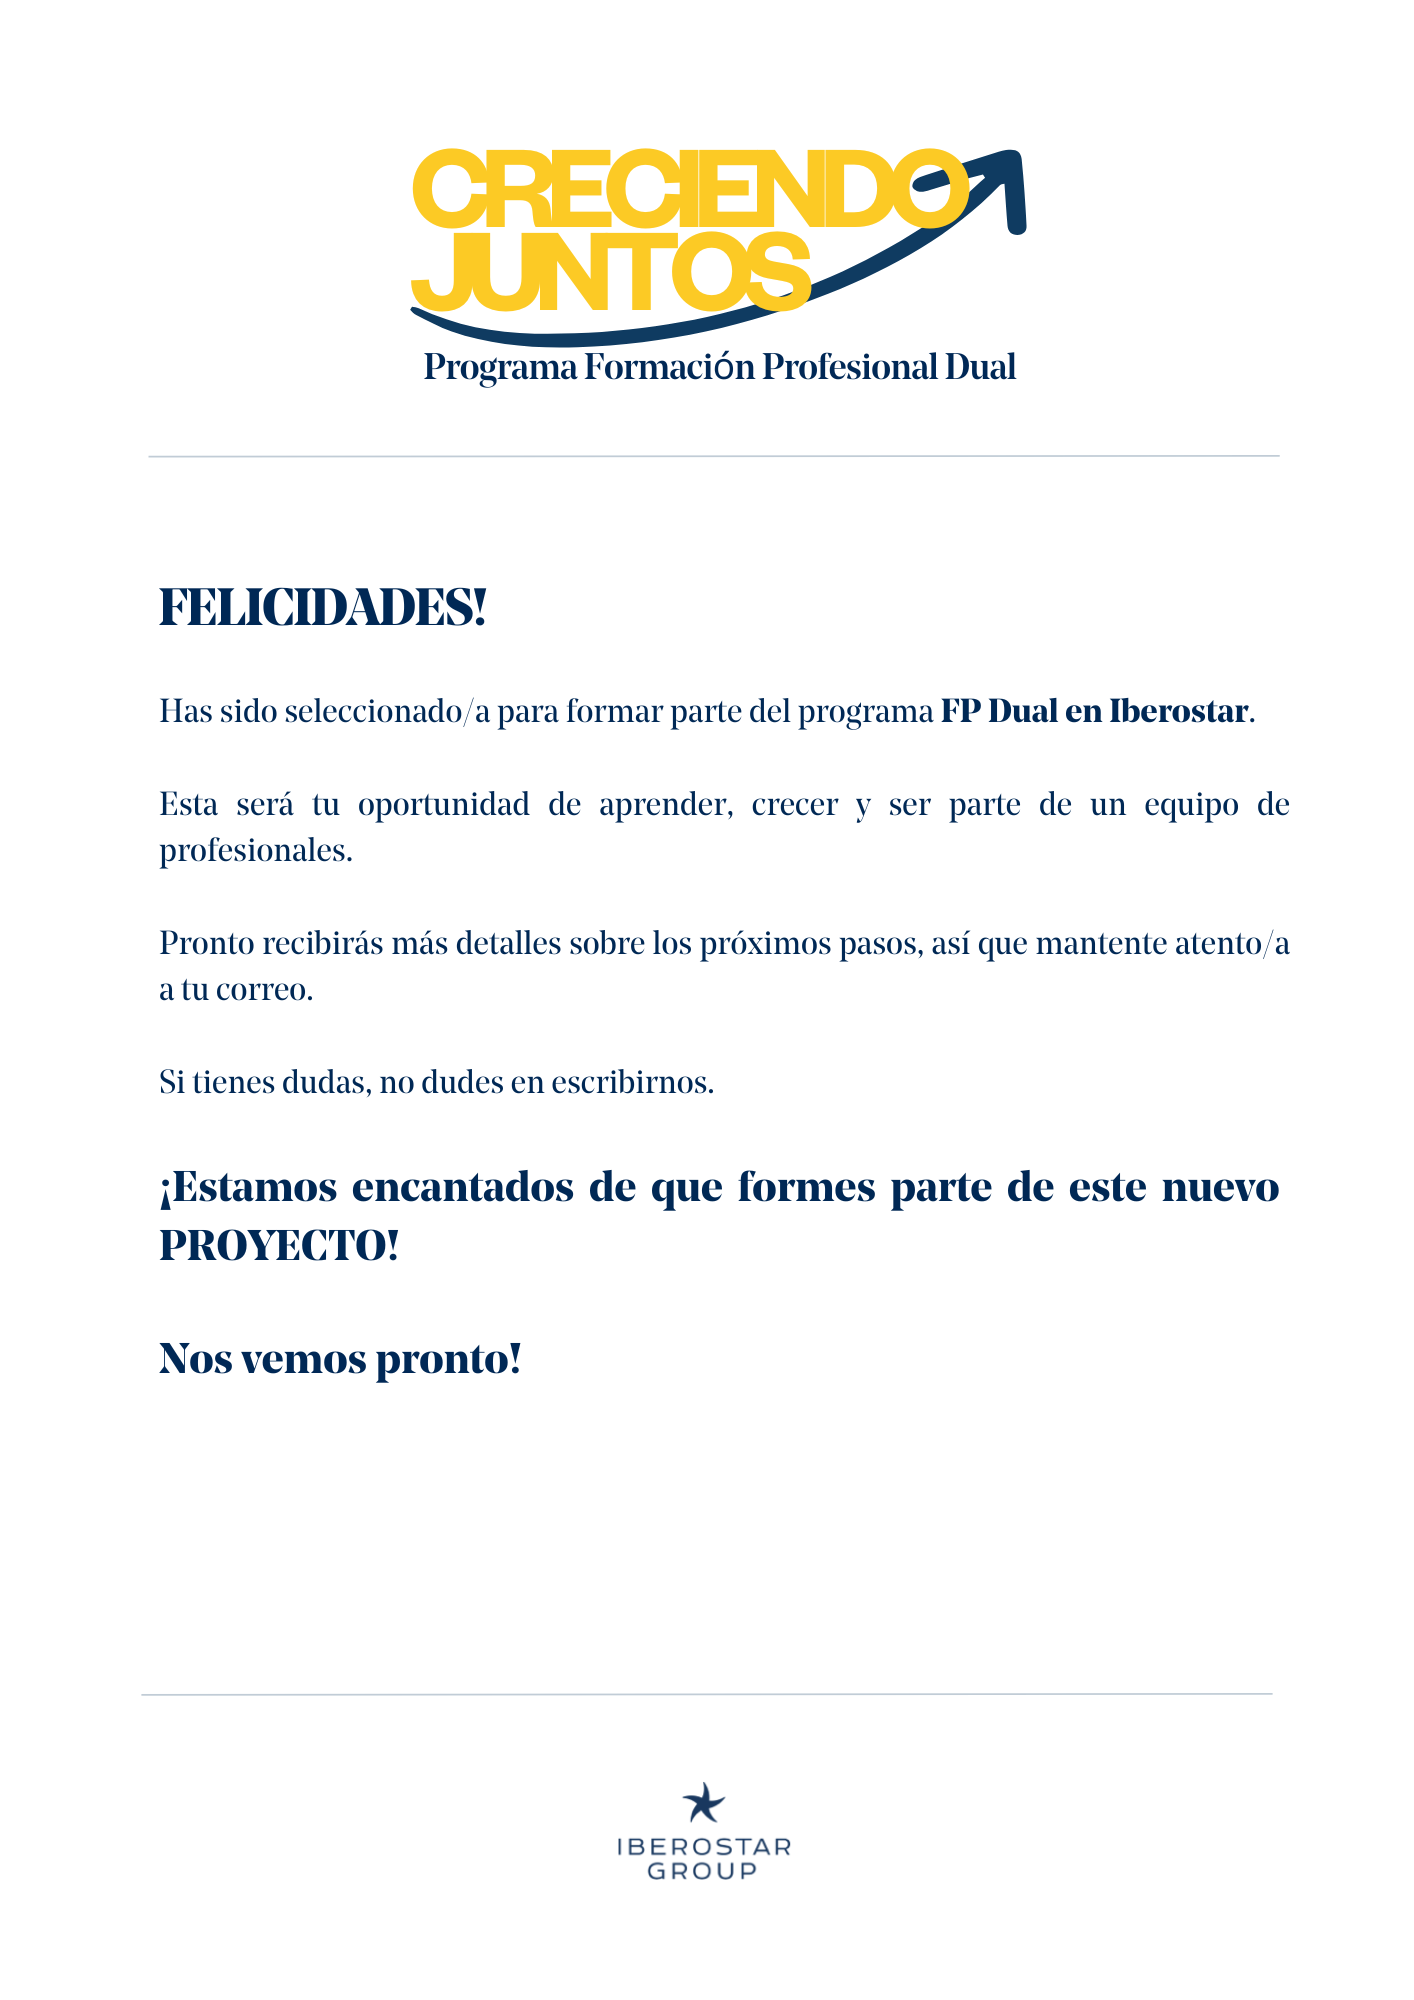 CRECIENDO
JUNTOS
Programa Formación Profesional Dual
FELICIDADES!
Has sido seleccionado/a para formar parte del programa FP Dual en Iberostar.
Esta será tu oportunidad de aprender, crecer y ser parte de un equipo de
profesionales.
Pronto recibirás más detalles sobre los próximos pasos, así que mantente atento/a
a tu correo.
Si tienes dudas, no dudes en escribirnos.
¡Estamos encantados de que formes parte de este nuevo
PROYECTO!
Nos vemos pronto!
IBEROSTAR
GROUP